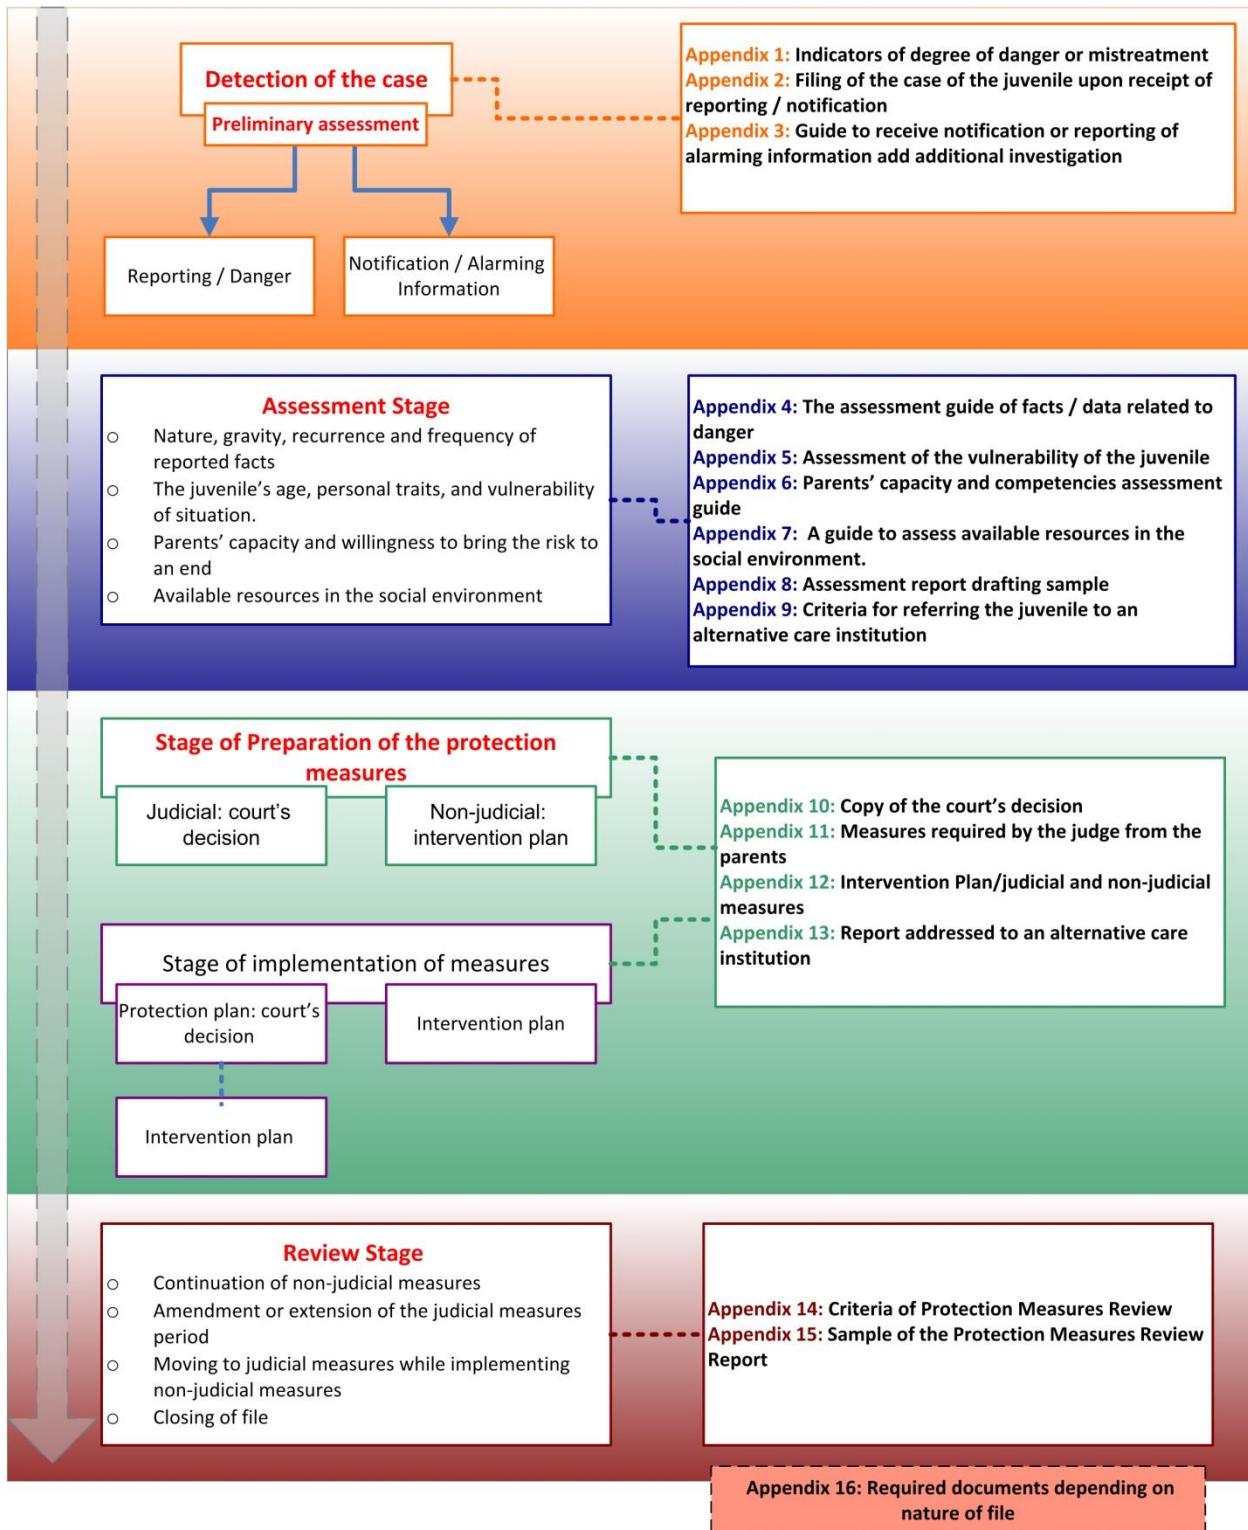 Detection of the case
Preliminary assessment
Reporting / Danger
Notification / Alarming
Information
Appendix 1: Indicators of degree of danger or mistreatment
Appendix 2: Filing of the case of the juvenile upon receipt of
reporting / notification
Appendix 3: Guide to receive notification or reporting of
alarming information add additional investigation
Assessment Stage
o Nature, gravity, recurrence and frequency of
reported facts
o The juvenile's age, personal traits, and vulnerability
of situation.
o Parents' capacity and willingness to bring the risk to
an end
o Available resources in the social environment
Appendix 4: The assessment guide of facts / data related to
danger
Appendix 5: Assessment of the vulnerability of the juvenile
Appendix 6: Parents' capacity and competencies assessment
guide
Appendix 7: A guide to assess available resources in the
social environment.
Appendix 8: Assessment report drafting sample
Appendix 9: Criteria for referring the juvenile to an
alternative care institution
Stage of Preparation of the protection
measures
Judicial: court's
decision
Non-judicial:
intervention plan
Stage of implementation of measures
Protection plan: court's
decision
Intervention plan
Intervention plan
Appendix 10: Copy of the court's decision
Appendix 11: Measures required by the judge from the
parents
Appendix 12: Intervention Plan/judicial and non-judicial
measures
Appendix 13: Report addressed to an alternative care
institution
Review Stage
o Continuation of non-judicial measures
o Amendment or extension of the judicial measures
period
o Moving to judicial measures while implementing
non-judicial measures
o Closing of file
Appendix 14: Criteria of Protection Measures Review
Appendix 15: Sample of the Protection Measures Review
Report
Appendix 16: Required documents depending on
nature of file